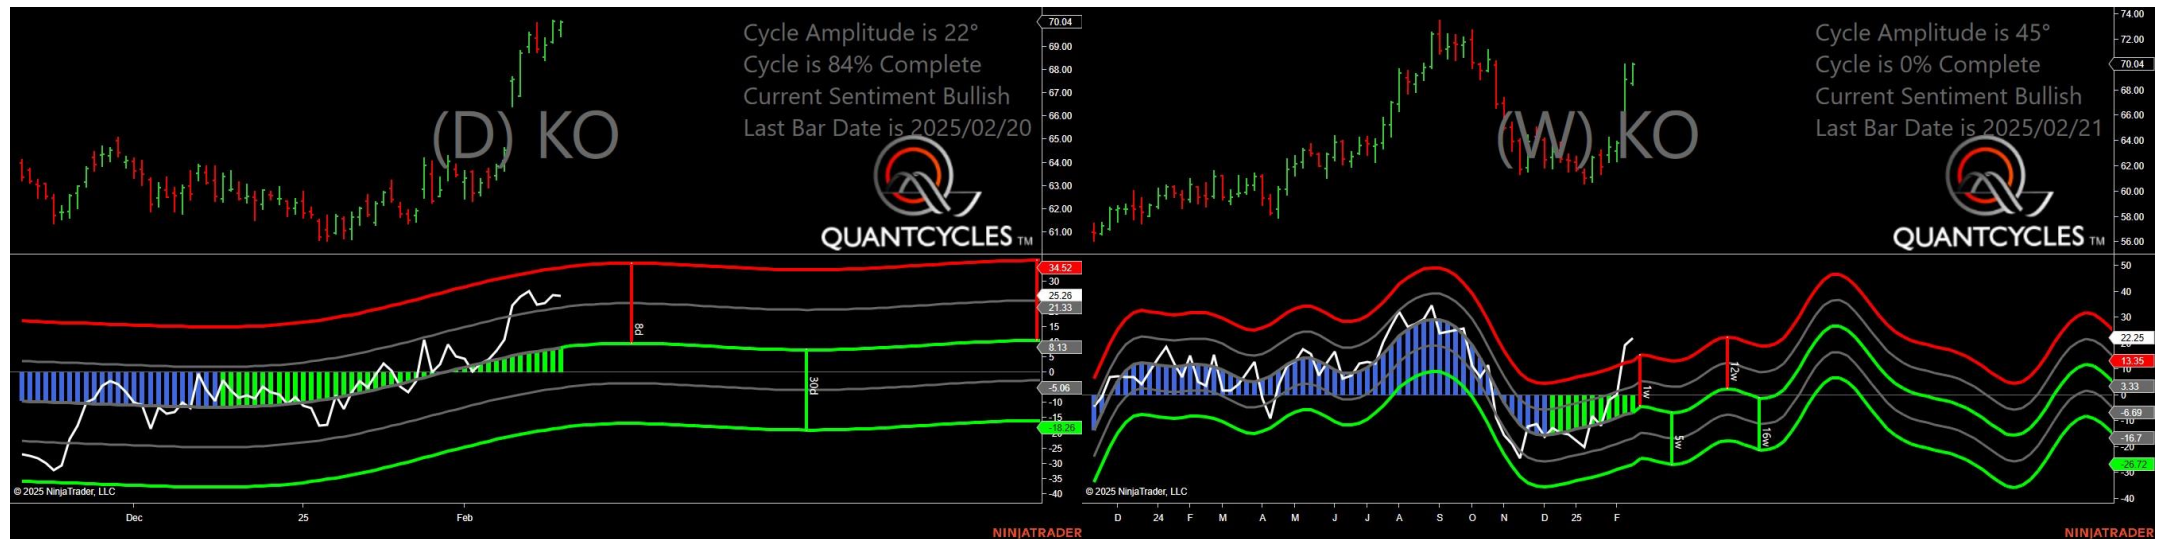 Cycle Amplitude is 22°
Cycle is 84% Complete
Current Sentiment Bullish
Last Bar Date is 2025/02/20
(D) KO
QUANTCYCLES TM
70.04
69.00
68.00
67.00
66.00
65.00
64.00
63.00
62.00
61.00
34.52
30
25.26
21.33
15
8.13
5
0
-5.06
-10
-15
-18.26
-25
-30
-35
-40
8d
30d
© 2025 NinjaTrader, LLC
Dec
25
Feb
NINJATRADER
Cycle Amplitude is 45°
Cycle is 0% Complete
Current Sentiment Bullish
Last Bar Date is 2025/02/21
(W) KO
QUANTCYCLES TM
74.00
72.00
70.04
68.00
66.00
64.00
62.00
60.00
58.00
56.00
50
40
30
22.25
13.35
3.33
0
-6.69
-10
-16.7
-20
-26.72
-30
-40
1w
5w
12w
16w
© 2025 NinjaTrader, LLC
D
24
F
M
A
M
J
J
A
S
O
N
D
25
F
NINJATRADER